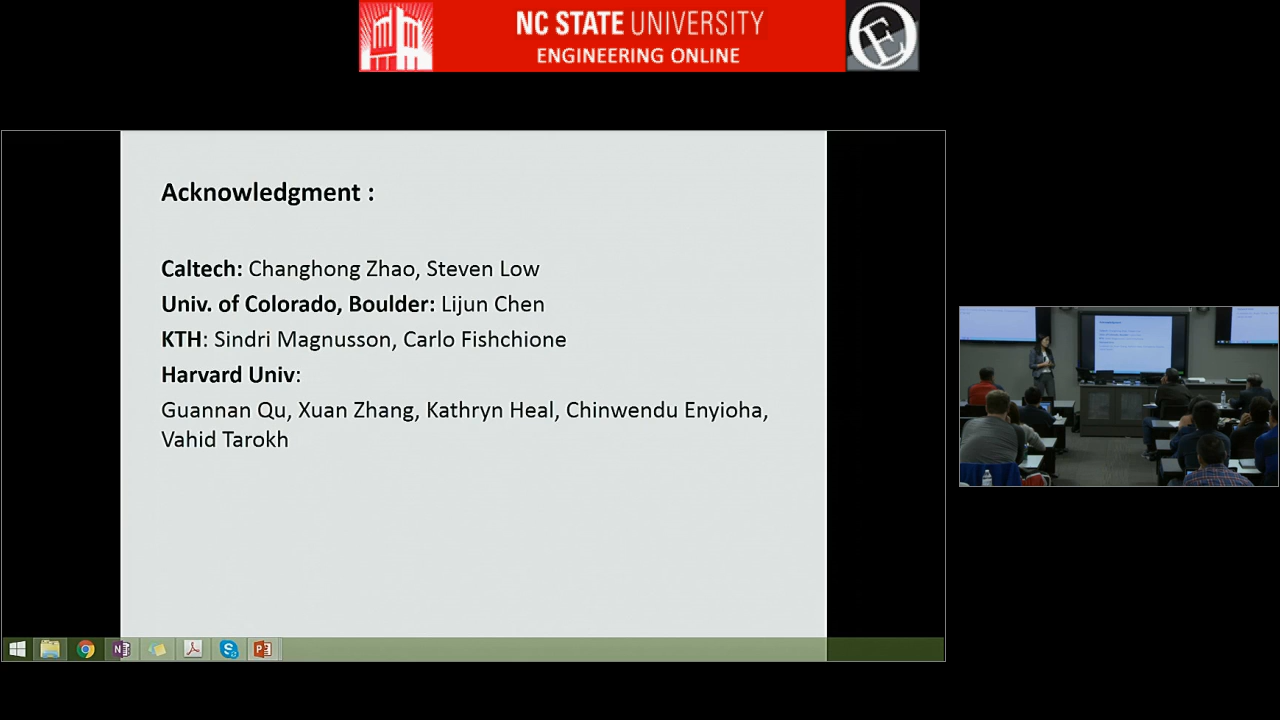 NC STATE UNIVERSITY
ENGINEERING ONLINE
Acknowledgment :
Caltech: Changhong Zhao, Steven Low
Univ. of Colorado, Boulder: Lijun Chen
KTH: Sindri Magnusson, Carlo Fishchione
Harvard Univ:
Guannan Qu, Xuan Zhang, Kathryn Heal, Chinwendu Enyioha,
Vahid Tarokh